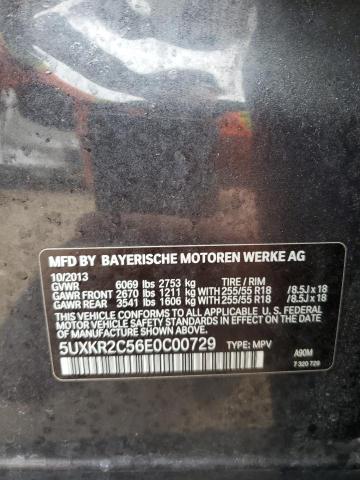 MFD BY BAYERISCHE MOTOREN WERKE AG
10/2013
GVWR 6069 lbs 2753 kg TIRE / RIM
GAWR FRONT 2670 lbs 1211 kg WITH 255/55 R18 /8.5J x 18
GAWR REAR 3541 lbs 1606 kg WITH 255/55 R18 /8.5J x 18
THIS VEHICLE CONFORMS TO ALL APPLICABLE U. S. FEDERAL
MOTOR VEHICLE SAFETY STANDARDS IN
EFFECT ON THE DATE OF MANUFACTURE SHOWN ABOVE.
5UXKR2C56E0C00729 TYPE: MPV
A90M
7 320 729